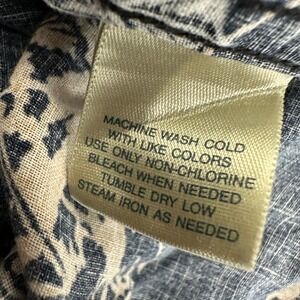 MACHINE WASH COLD
WITH LIKE COLORS
USE ONLY NON-CHLORINE
BLEACH WHEN NEEDED
TUMBLE DRY LOW
STEAM IRON AS NEEDED